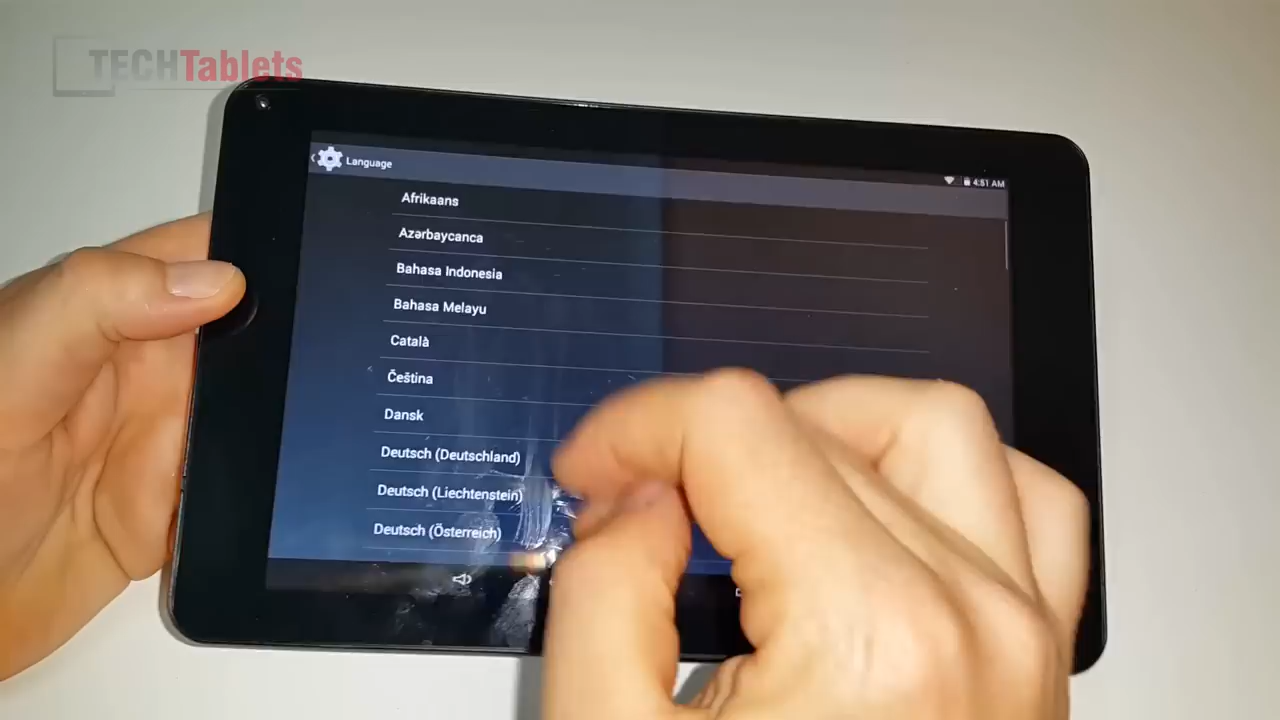 TECHTablets
Language
4:51 AM
Afrikaans
Azərbaycanca
Bahasa Indonesia
Bahasa Melayu
Català
Čeština
Dansk
Deutsch (Deutschland)
Deutsch (Liechtenstein)
Deutsch (Österreich)